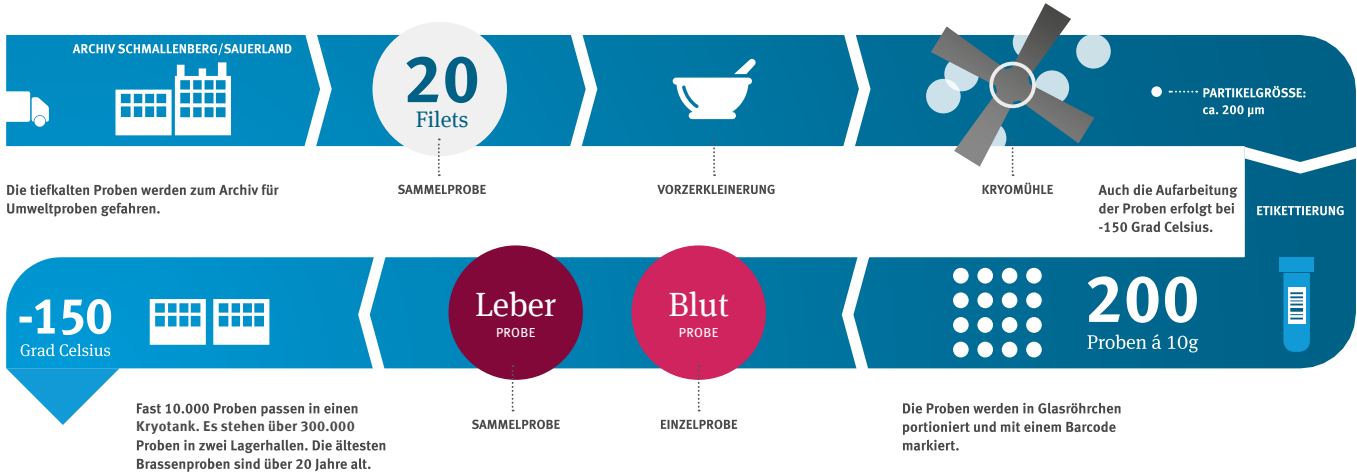 ARCHIV SCHMALLENBERG/SAUERLAND
Die tiefkalten Proben werden zum Archiv für
Umweltproben gefahren.
20
Filets
SAMMELPROBE
VORZERKLEINERUNG
KRYOMÜHLE
PARTIKELGRÖSSE:
ca. 200 µm
Auch die Aufarbeitung
der Proben erfolgt bei
-150 Grad Celsius.
ETIKETTIERUNG
200
Proben á 10g
Die Proben werden in Glasröhrchen
portioniert und mit einem Barcode
markiert.
Blut
PROBE
EINZELPROBE
Leber
PROBE
SAMMELPROBE
-150
Grad Celsius
Fast 10.000 Proben passen in einen
Kryotank. Es stehen über 300.000
Proben in zwei Lagerhallen. Die ältesten
Brassenproben sind über 20 Jahre alt.